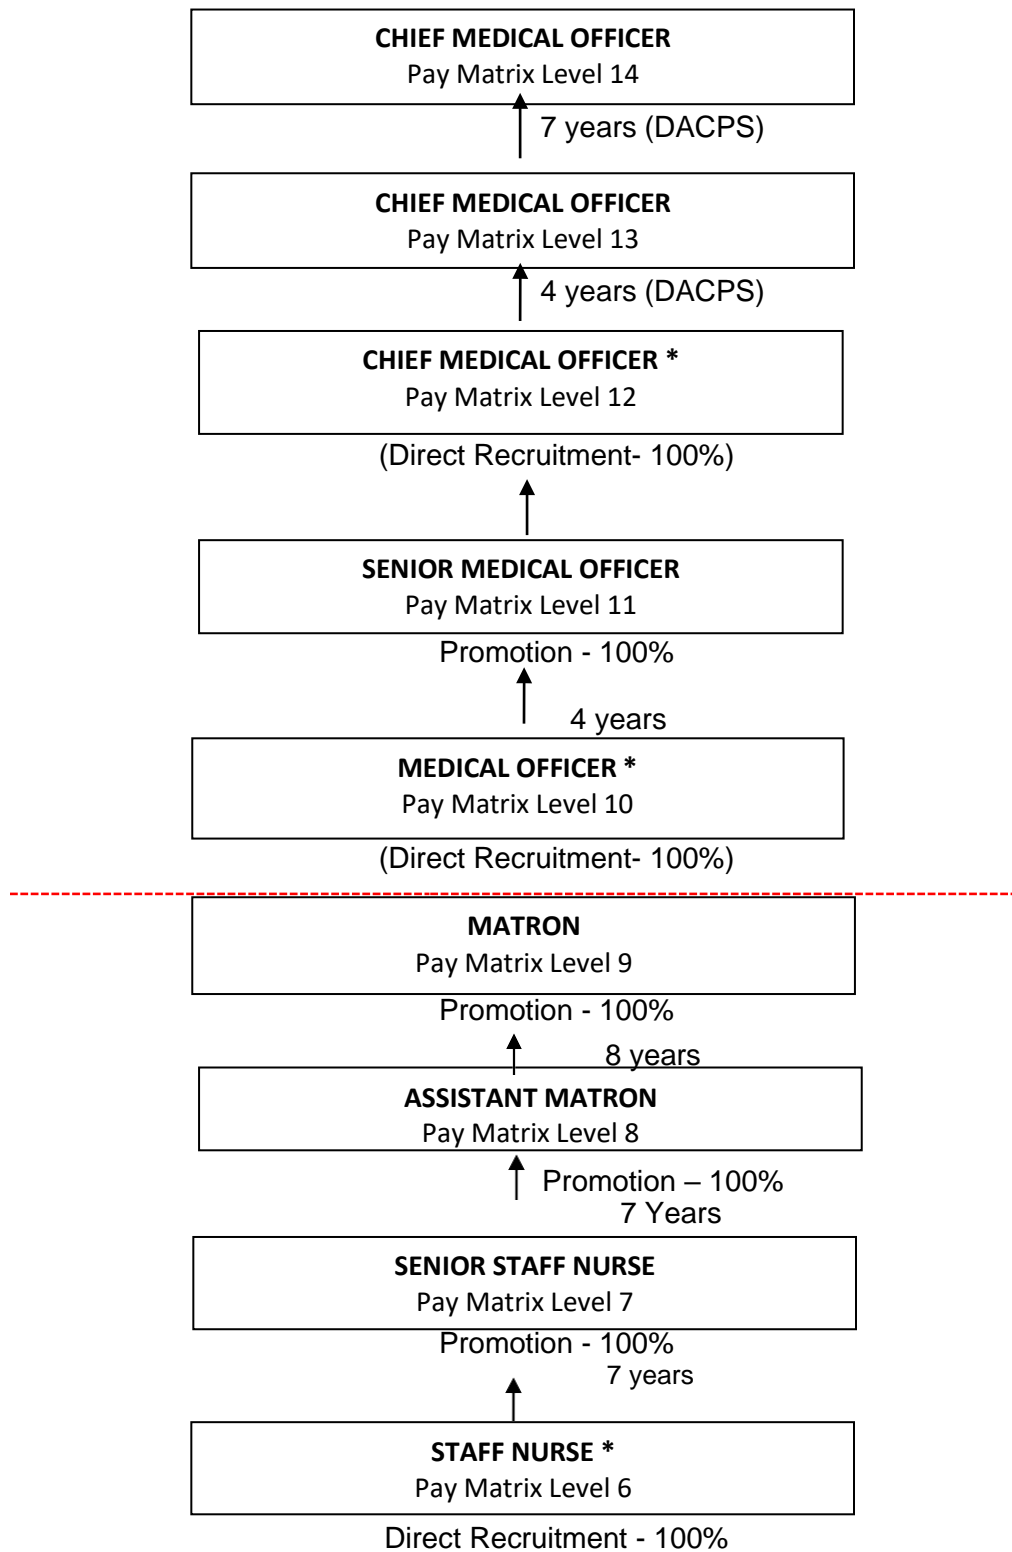 CHIEF MEDICAL OFFICER
Pay Matrix Level 14
7 years (DACPS)
CHIEF MEDICAL OFFICER
Pay Matrix Level 13
4 years (DACPS)
CHIEF MEDICAL OFFICER *
Pay Matrix Level 12
(Direct Recruitment- 100%)
SENIOR MEDICAL OFFICER
Pay Matrix Level 11
Promotion - 100%
4 years
MEDICAL OFFICER *
Pay Matrix Level 10
(Direct Recruitment- 100%)
MATRON
Pay Matrix Level 9
Promotion - 100%
8 years
ASSISTANT MATRON
Pay Matrix Level 8
Promotion – 100%
7 Years
SENIOR STAFF NURSE
Pay Matrix Level 7
Promotion - 100%
7 years
STAFF NURSE *
Pay Matrix Level 6
Direct Recruitment - 100%